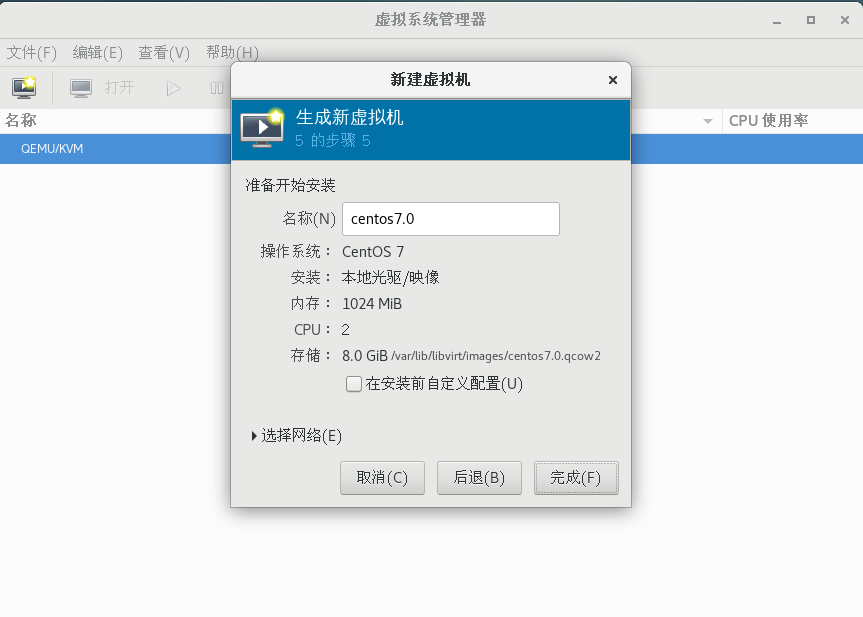 虚拟系统管理器
文件(F) 编辑(E) 查看(V) 帮助(H)
打开
名称 CPU 使用率
QEMU/KVM
新建虚拟机
生成新虚拟机
5 的步骤 5
准备开始安装
名称(N) centos7.0
操作系统： CentOS 7
安装： 本地光驱/映像
内存： 1024 MiB
CPU： 2
存储： 8.0 GiB /var/lib/libvirt/images/centos7.0.qcow2
在安装前自定义配置(U)
选择网络(E)
取消(C) 后退(B) 完成(F)